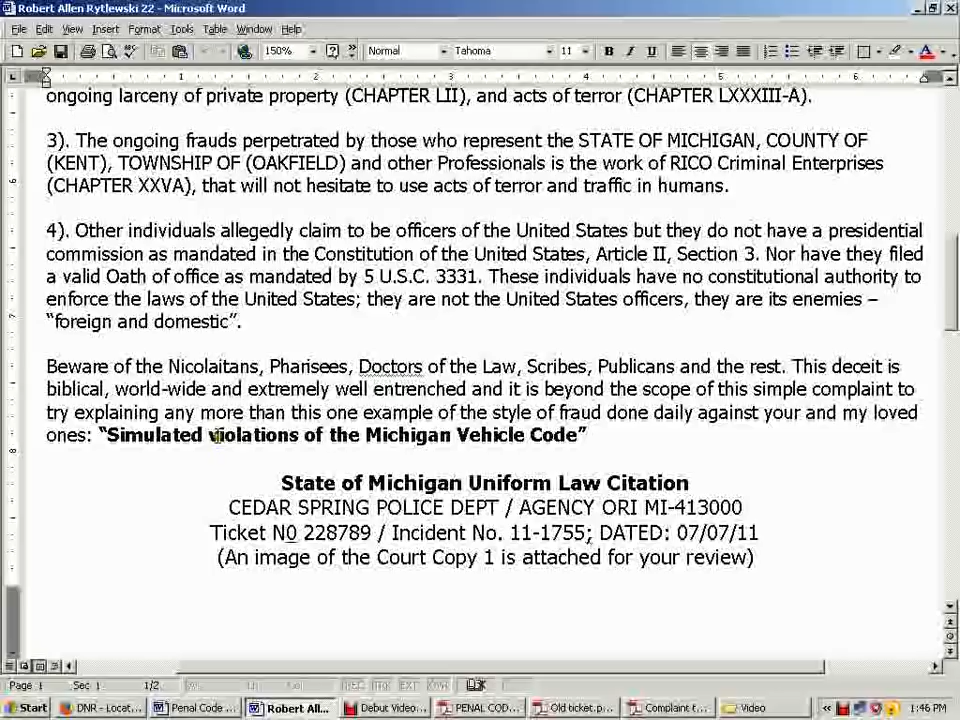 Robert Allen Rytlewski 22 - Microsoft Word
File Edit View Insert Format Tools Table Window Help
150% Normal Tahoma 11 B I U A
1 2 3 4 5 6
ongoing larceny of private property (CHAPTER LII), and acts of terror (CHAPTER LXXXIII-A).
3). The ongoing frauds perpetrated by those who represent the STATE OF MICHIGAN, COUNTY OF
(KENT), TOWNSHIP OF (OAKFIELD) and other Professionals is the work of RICO Criminal Enterprises
(CHAPTER XXVA), that will not hesitate to use acts of terror and traffic in humans.
4). Other individuals allegedly claim to be officers of the United States but they do not have a presidential
commission as mandated in the Constitution of the United States, Article II, Section 3. Nor have they filed
a valid Oath of office as mandated by 5 U.S.C. 3331. These individuals have no constitutional authority to
enforce the laws of the United States; they are not the United States officers, they are its enemies –
“foreign and domestic”.
Beware of the Nicolaitans, Pharisees, Doctors of the Law, Scribes, Publicans and the rest. This deceit is
biblical, world-wide and extremely well entrenched and it is beyond the scope of this simple complaint to
try explaining any more than this one example of the style of fraud done daily against your and my loved
ones: “Simulated violations of the Michigan Vehicle Code”
State of Michigan Uniform Law Citation
CEDAR SPRING POLICE DEPT / AGENCY ORI MI-413000
Ticket N0 228789 / Incident No. 11-1755; DATED: 07/07/11
(An image of the Court Copy 1 is attached for your review)
Page 1 Sec 1 1/2
Start DNR - Locat... Penal Code ... Robert All... Debut Video... PENAL COD... Old ticket.p... Complaint t... Video « 1:46 PM